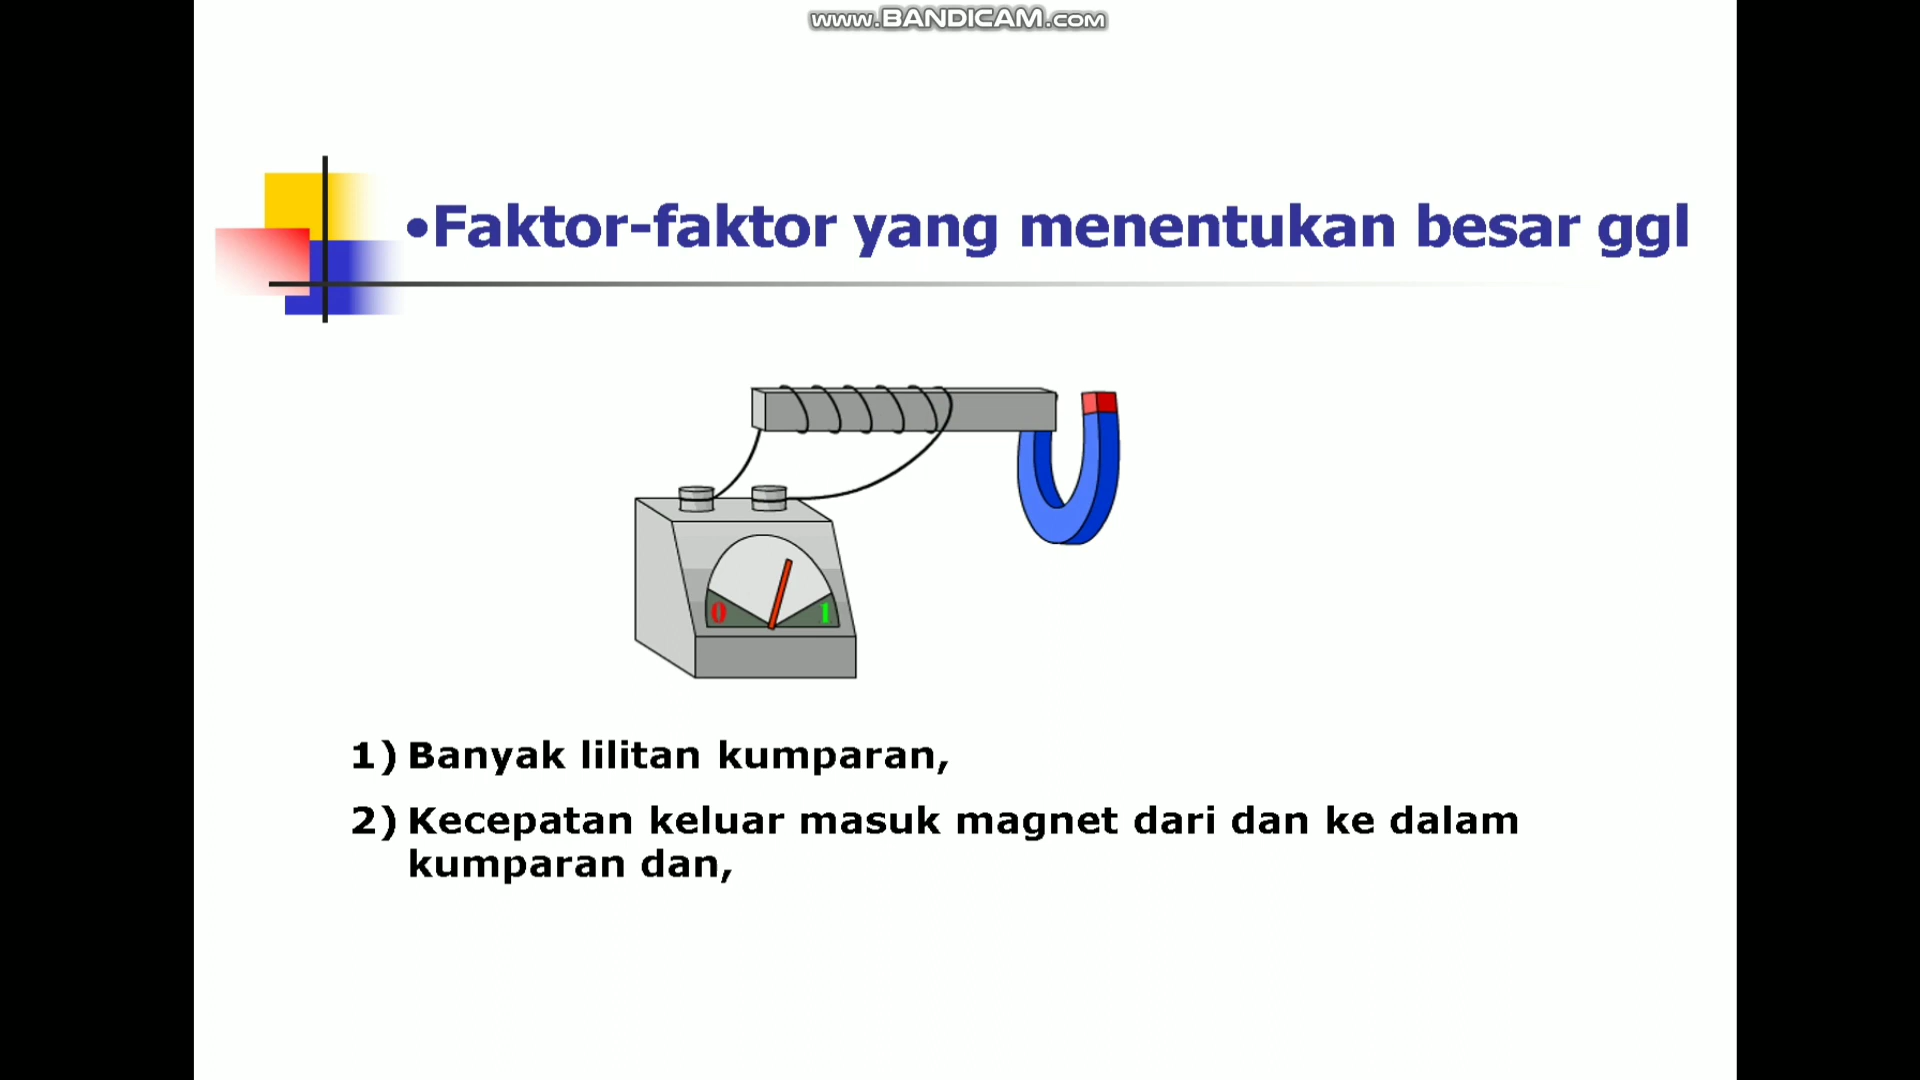 www.BANDICAM.com
•Faktor-faktor yang menentukan besar ggl
0 1
1) Banyak lilitan kumparan,
2) Kecepatan keluar masuk magnet dari dan ke dalam
kumparan dan,